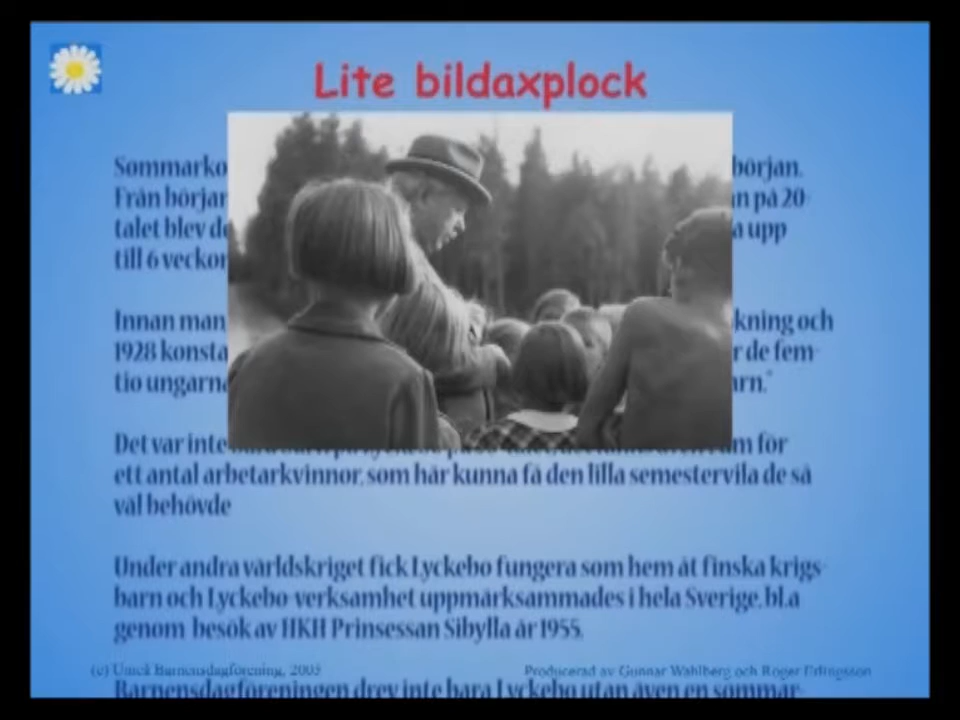 Lite bildaxplock
Sommarko börjar.
Från börjar n på 20-
talet blev de a upp
till 6 veckor
Innan man kning och
1928 konsta r de fem-
tio ungarna arn."
Det var inte m för
ett antal arbetarkvinnor, som här kunna få den lilla semestervila de så
väl behövde
Under andra världskriget fick Lyckebo fungera som hem åt finska krigs-
barn och Lyckebo-verksamhet uppmärksammades i hela Sverige, bl.a
genom besök av HKH Prinsessan Sibylla år 1955.
(c) Umeå Barnensdagförening, 2003 Producerad av Gunnar Wahlberg och Roger Erlingsson
Barnensdagföreningen drev inte bara Lyckebo utan även en sommar-